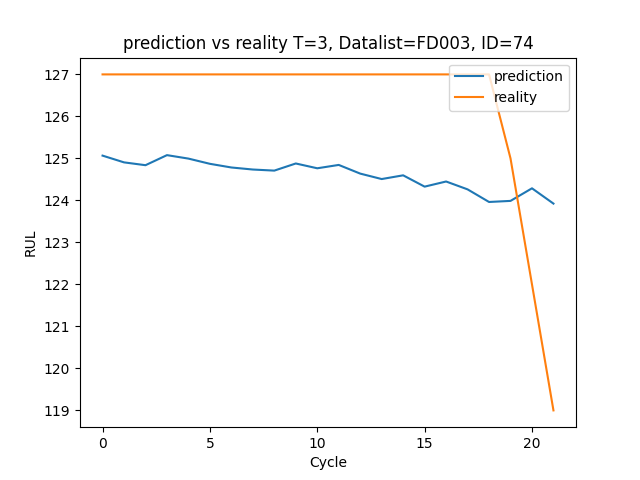 prediction vs reality T=3, Datalist=FD003, ID=74
prediction
reality
127
126
125
124
123
122
121
120
119
RUL
0 5 10 15 20
Cycle